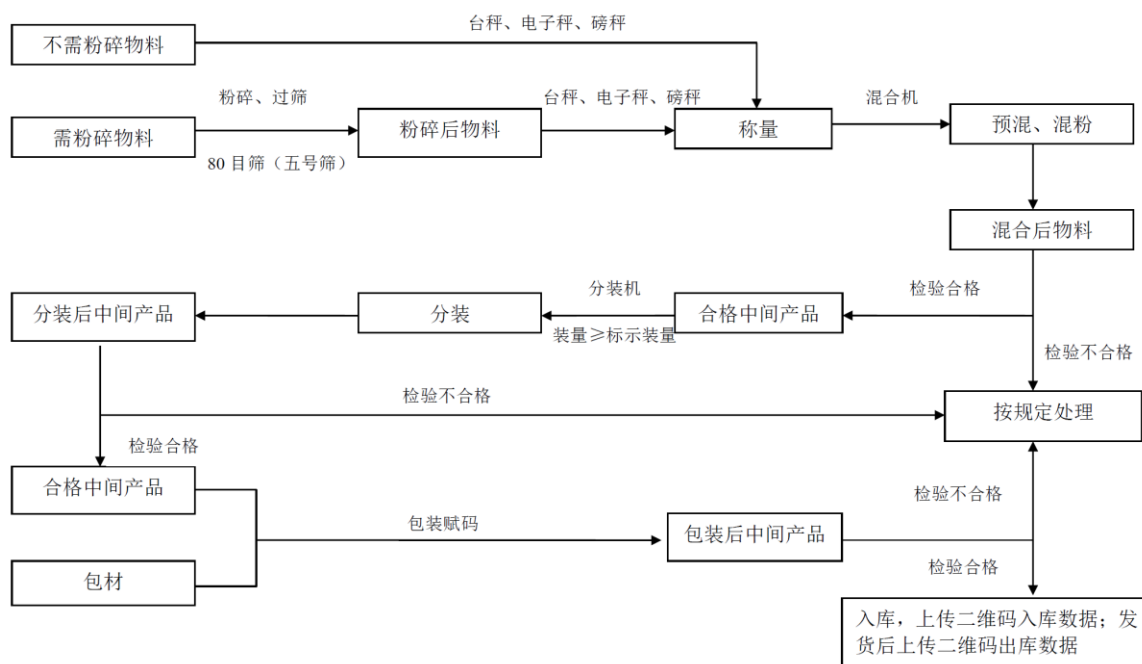 台秤、电子秤、磅秤
不需粉碎物料
粉碎、过筛
台秤、电子秤、磅秤
混合机
需粉碎物料
粉碎后物料
称量
预混、混粉
80 目筛（五号筛）
混合后物料
分装机
检验合格
分装后中间产品
分装
合格中间产品
装量≥标示装量
检验不合格
检验不合格
按规定处理
检验合格
合格中间产品
检验不合格
包装赋码
包装后中间产品
检验合格
包材
入库，上传二维码入库数据；发
货后上传二维码出库数据